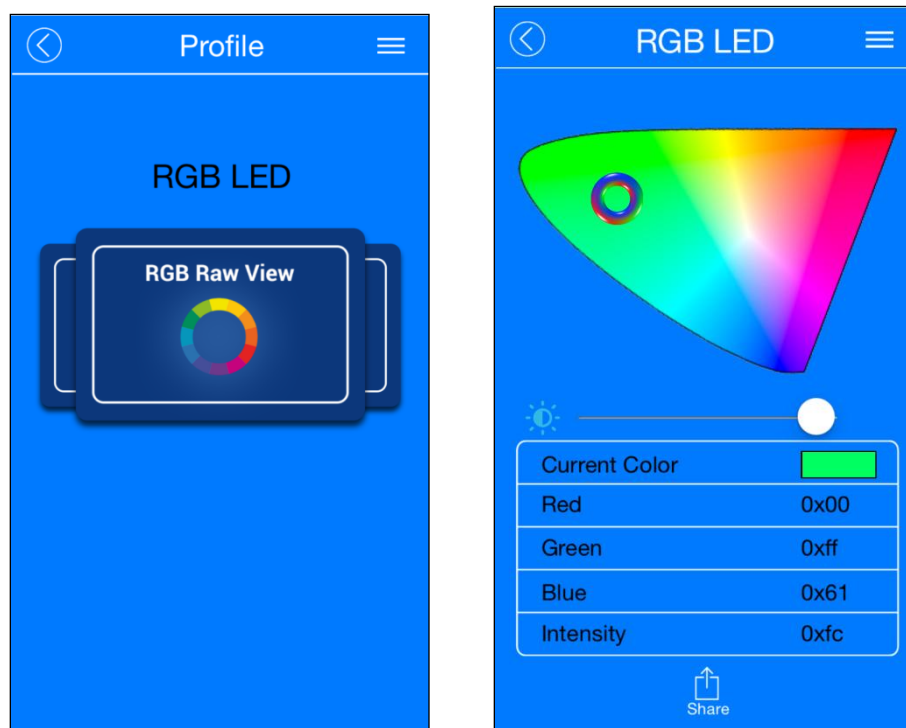 Profile
RGB LED
RGB Raw View
RGB LED
Current Color
Red 0x00
Green 0xff
Blue 0x61
Intensity 0xfc
Share